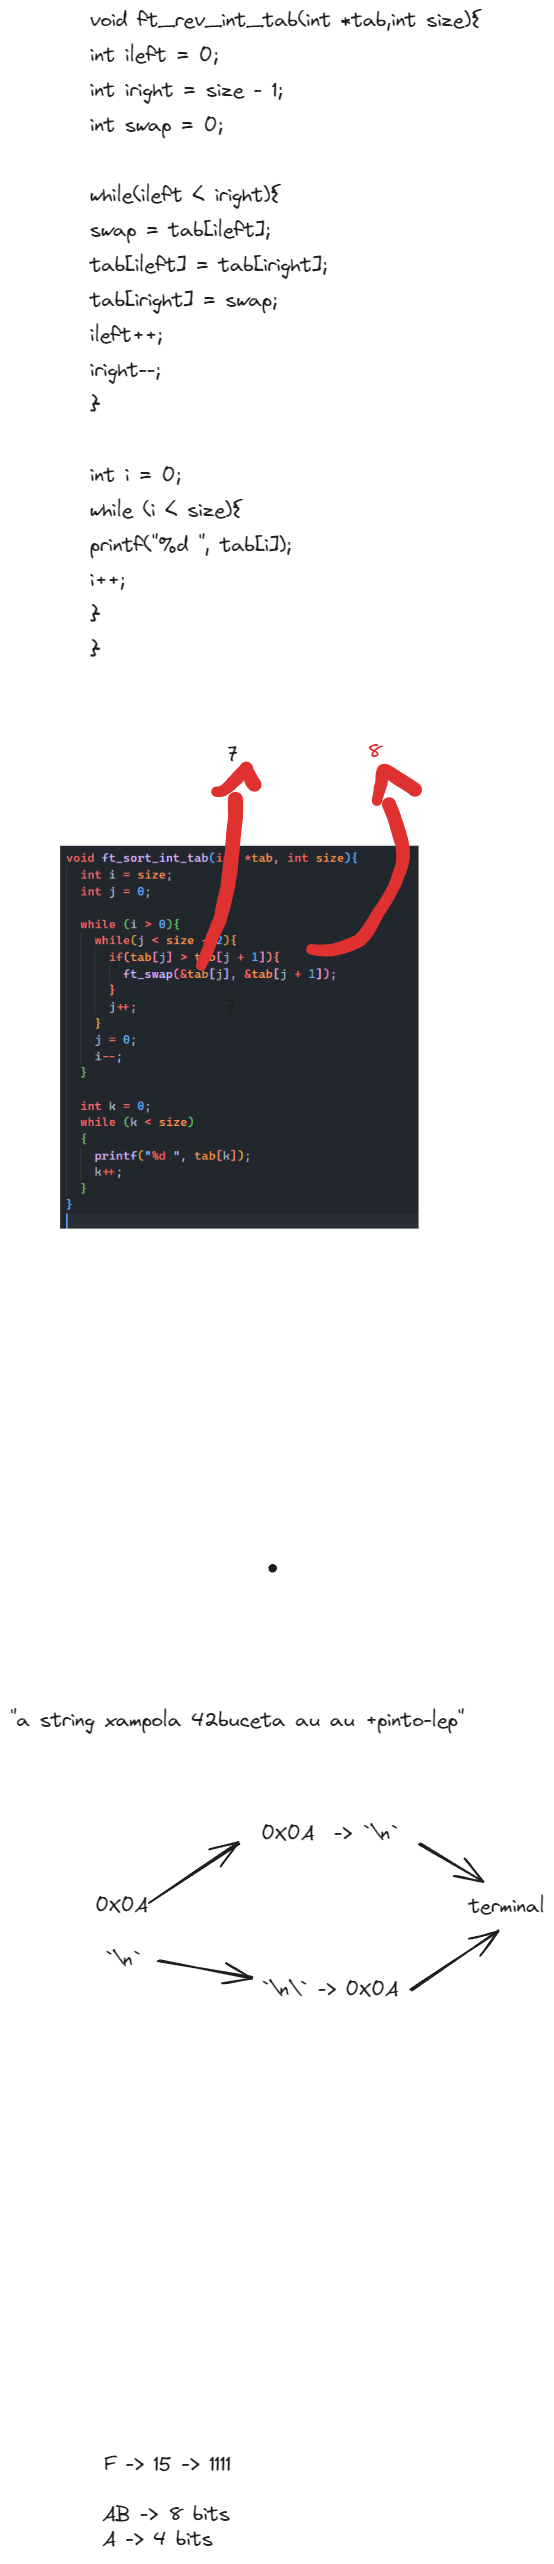 void ft_rev_int_tab(int *tab,int size){
int ileft = 0;
int iright = size - 1;
int swap = 0;
while(ileft < iright){
swap = tab[ileft];
tab[ileft] = tab[iright];
tab[iright] = swap;
ileft++;
iright--;
}
int i = 0;
while (i < size){
printf("%d ", tab[i]);
i++;
}
}
7 8
void ft_sort_int_tab(i *tab, int size){
int i = size;
int j = 0;
while (i > 0){
while(j < size - 2){
if(tab[j] > tab[j + 1]){
ft_swap(&tab[j], &tab[j + 1]);
}
7
j++;
}
j = 0;
i--;
}
int k = 0;
while (k < size)
{
printf("%d ", tab[k]);
k++;
}
}
"a string xampola 42buceta au au +pinto-lep"
0x0A -> `\n`
0x0A
terminal
`\n`
`\n\` -> 0x0A
F -> 15 -> 1111
AB -> 8 bits
A -> 4 bits